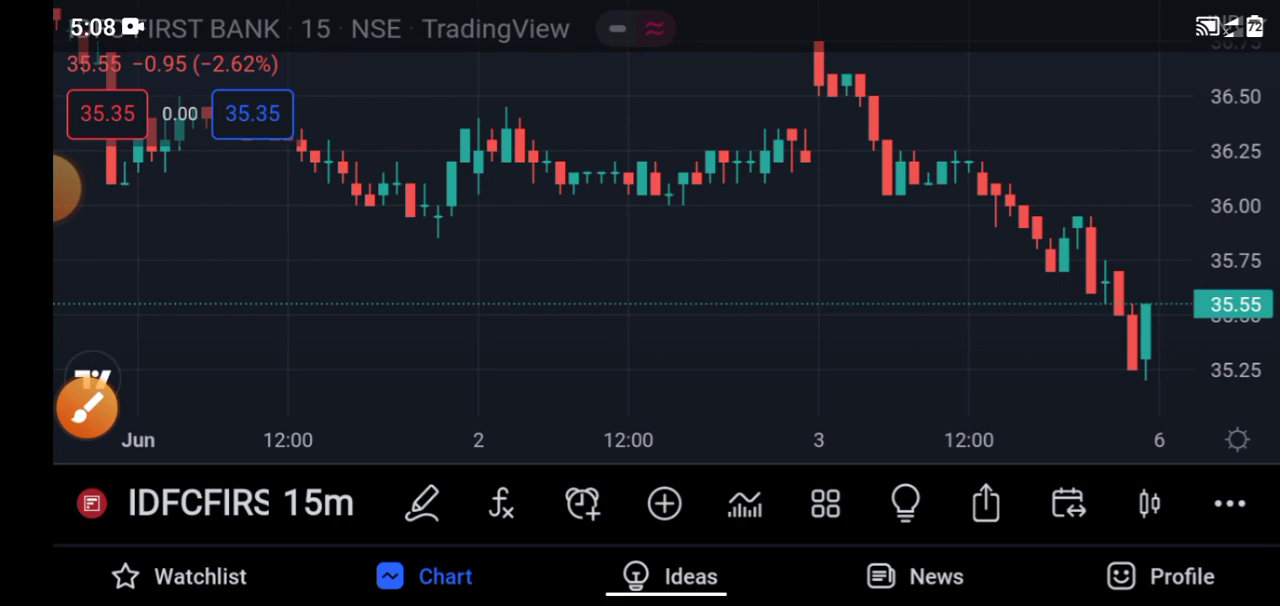 5:08 FIRST BANK · 15 · NSE · TradingView
72
35.55 −0.95 (−2.62%)
35.35 0.00 35.35
36.50
36.25
36.00
35.75
35.55
35.25
Jun 12:00 2 12:00 3 12:00 6
IDFCFIRS 15m
Watchlist Chart Ideas News Profile